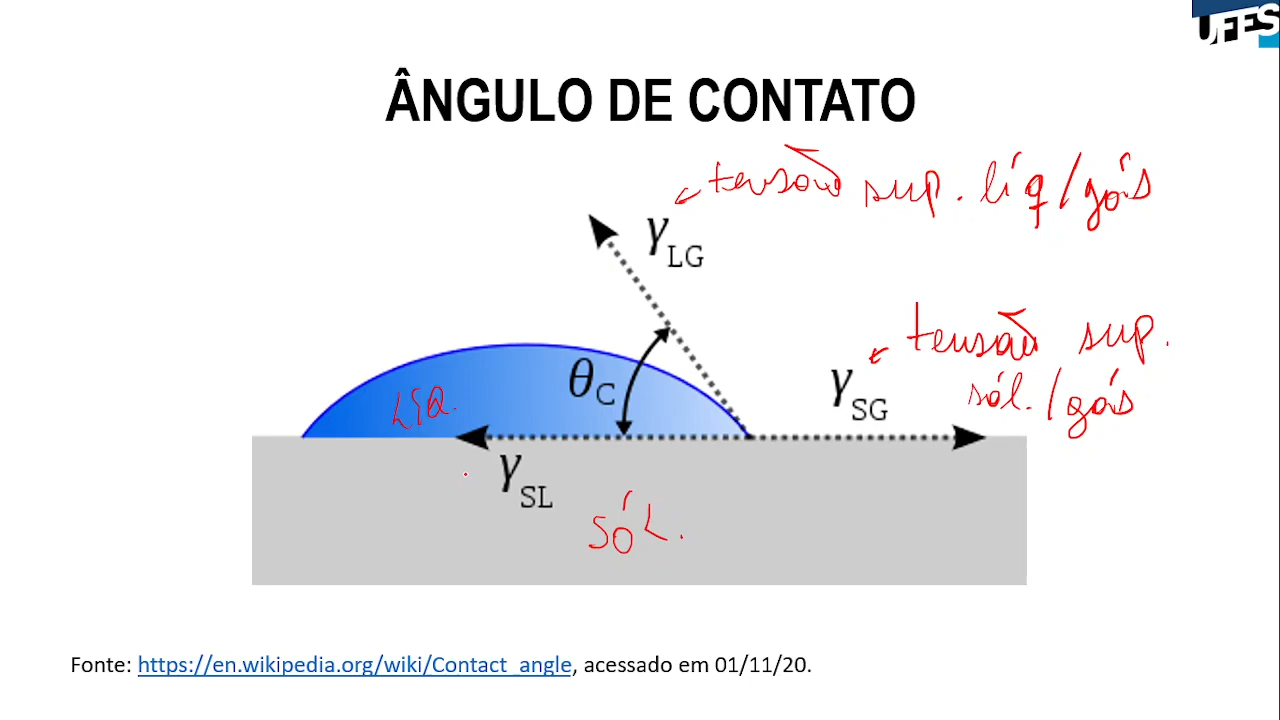 UFES
ÂNGULO DE CONTATO
tensão sup. líq/gás
γLG
tensão sup.
sól./gás
θC
γSG
LÍQ.
γSL
SÓL.
Fonte: https://en.wikipedia.org/wiki/Contact_angle, acessado em 01/11/20.